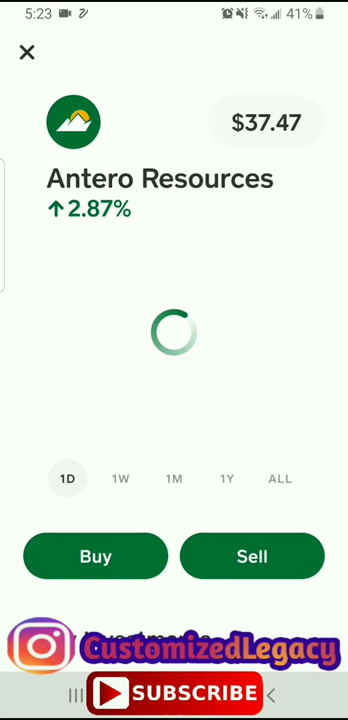 5:23
41%
$37.47
Antero Resources
↑2.87%
1D 1W 1M 1Y ALL
Buy Sell
CustomizedLegacy
SUBSCRIBE